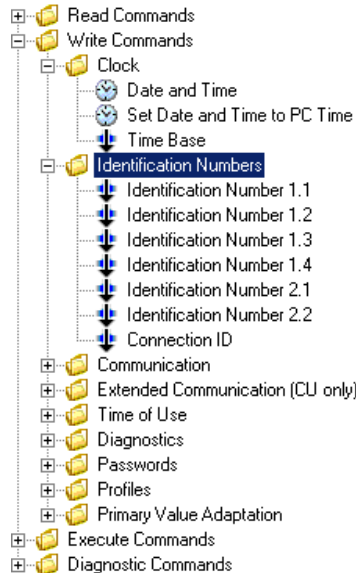 Read Commands
Write Commands
Clock
Date and Time
Set Date and Time to PC Time
Time Base
Identification Numbers
Identification Number 1.1
Identification Number 1.2
Identification Number 1.3
Identification Number 1.4
Identification Number 2.1
Identification Number 2.2
Connection ID
Communication
Extended Communication (CU only)
Time of Use
Diagnostics
Passwords
Profiles
Primary Value Adaptation
Execute Commands
Diagnostic Commands